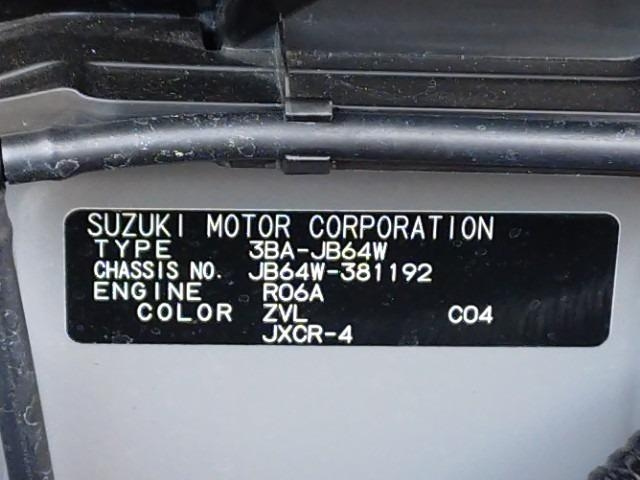 SUZUKI MOTOR CORPORATION
TYPE 3BA-JB64W
CHASSIS NO. JB64W-381192
ENGINE R06A
COLOR ZVL C04
JXCR-4